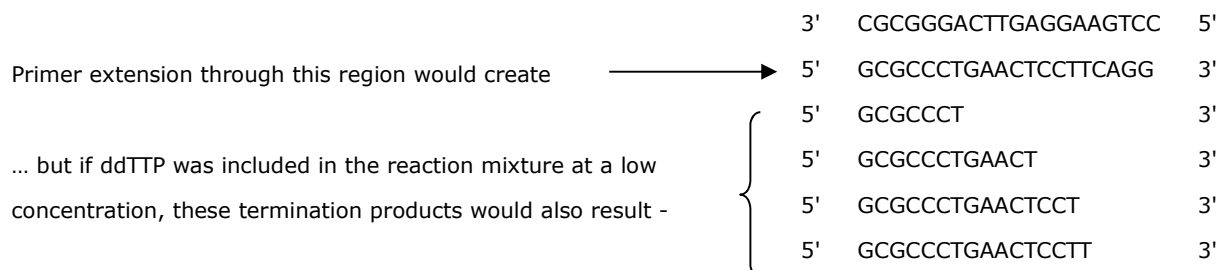 3' CGCGGGACTTGAGGAAGTCC 5'
Primer extension through this region would create 5' GCGCCCTGAACTCCTTCAGG 3'
5' GCGCCCT 3'
... but if ddTTP was included in the reaction mixture at a low 5' GCGCCCTGAACT 3'
concentration, these termination products would also result - 5' GCGCCCTGAACTCCT 3'
5' GCGCCCTGAACTCCTT 3'